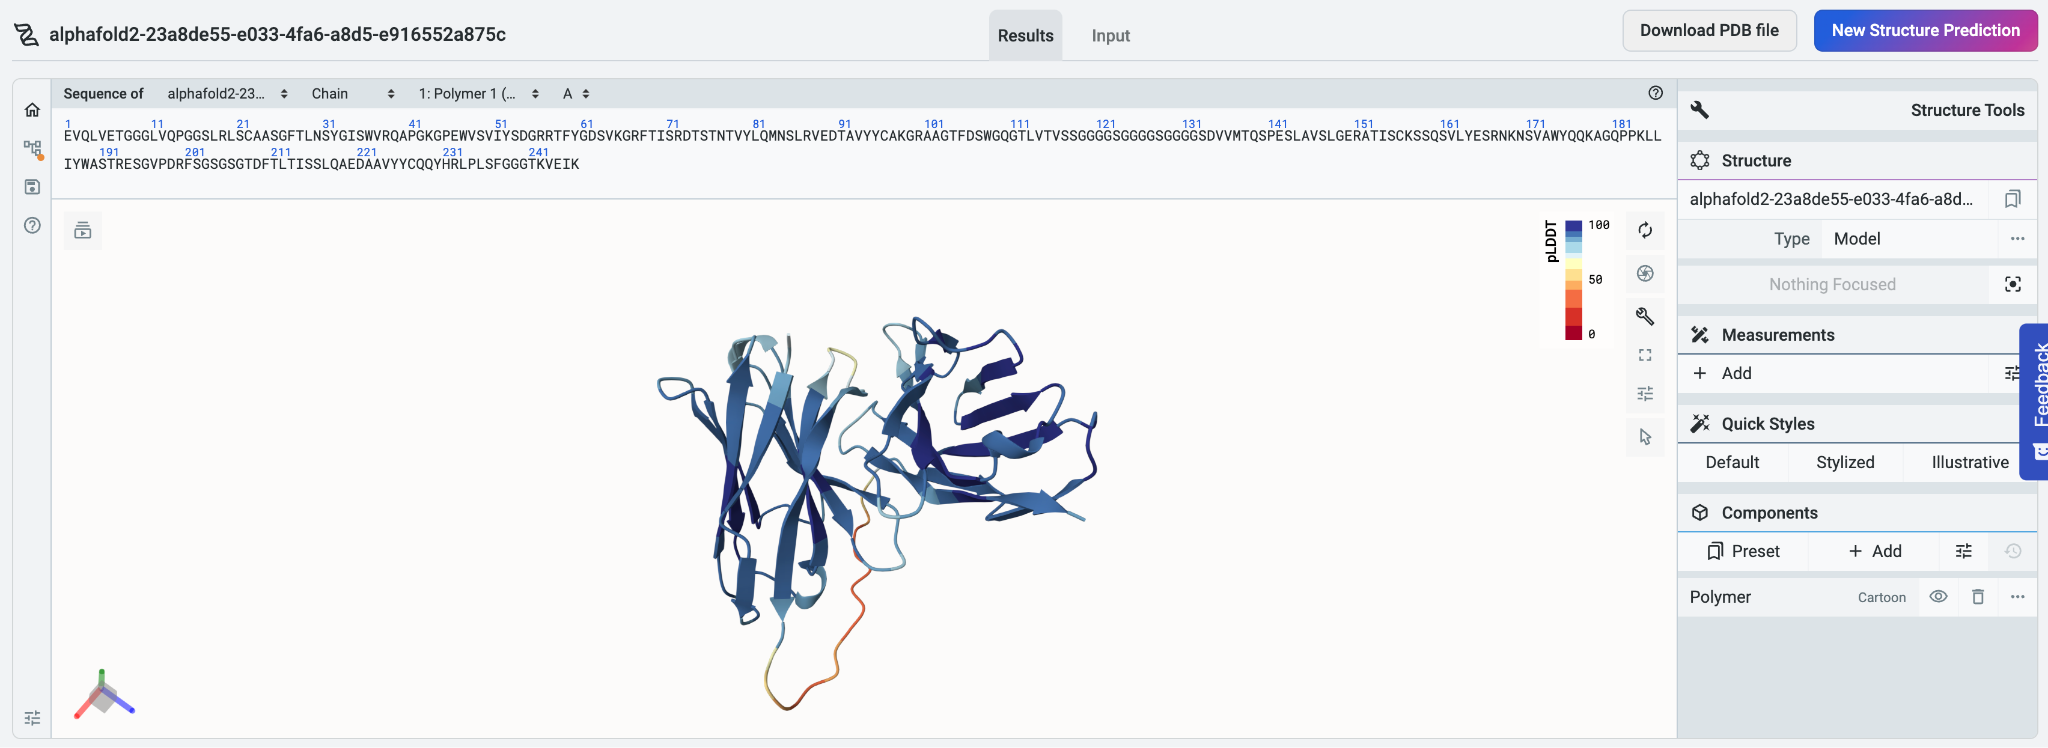 alphafold2-23a8de55-e033-4fa6-a8d5-e916552a875c
Results
Input
Download PDB file
New Structure Prediction
Sequence of
alphafold2-23...
Chain
1: Polymer 1 (...
A
1 11 21 31 41 51 61 71 81 91 101 111 121 131 141 151 161 171 181
EVQLVETGGGLVQPGGSLRLSCAASGFTLNSYGISWVRQAPGKGPEWVSVIYSDGRRTFYGDSVKGRFTISRDTSTNTVYLQMNSLRVEDTAVYYCAKGRAAGTFDSWGQGTLVTVSSGGGGSGGGGSGGGGSDVVMTQSPESLAVSLGERATISCKSSQSVLYESRNKNSVAWYQQKAGQPPKLL
191 201 211 221 231 241
IYWASTRESGVPDRFSGSGSGTDFTLTISSLQAEDAAVYYCQQYHRLPLSFGGGTKVEIK
pLDDT
100
50
0
Structure Tools
Structure
alphafold2-23a8de55-e033-4fa6-a8d...
Type
Model
Nothing Focused
Measurements
Add
Quick Styles
Default
Stylized
Illustrative
Components
Preset
Add
Polymer
Cartoon
Feedback